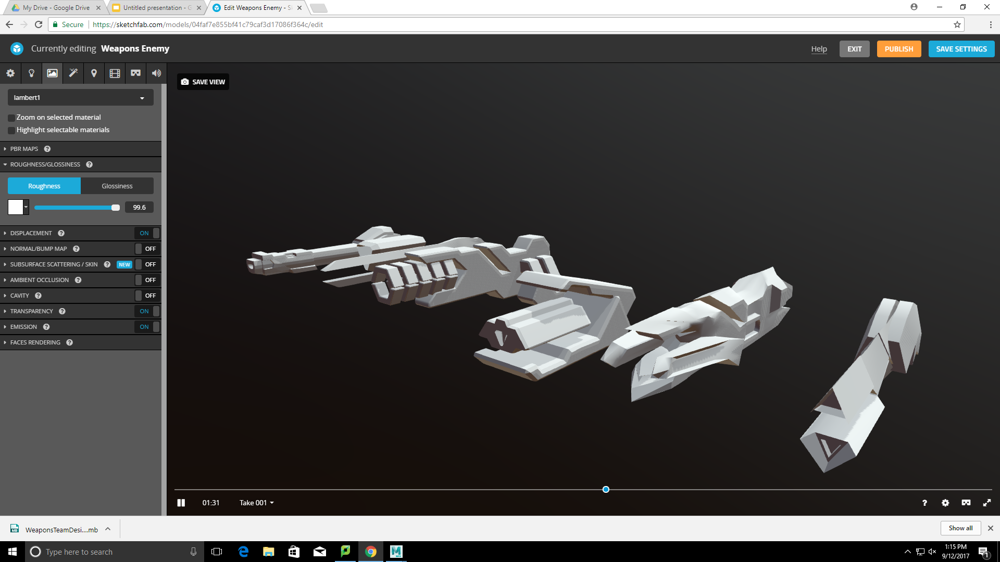 My Drive - Google Drive
Untitled presentation - G
Edit Weapons Enemy - S
Secure
https://sketchfab.com/models/04faf7e855bf41c79caf3d17086f364c/edit
Currently editing Weapons Enemy
Help
EXIT
PUBLISH
SAVE SETTINGS
SAVE VIEW
lambert1
Zoom on selected material
Highlight selectable materials
PBR MAPS ?
ROUGHNESS/GLOSSINESS ?
Roughness
Glossiness
99.6
DISPLACEMENT ? ON
NORMAL/BUMP MAP ? OFF
SUBSURFACE SCATTERING / SKIN ? NEW OFF
AMBIENT OCCLUSION ? OFF
CAVITY ? OFF
TRANSPARENCY ? ON
EMISSION ? ON
FACES RENDERING ?
01:31
Take 001
?
WeaponsTeamDesi....mb
Show all
Type here to search
1:15 PM
9/12/2017
1